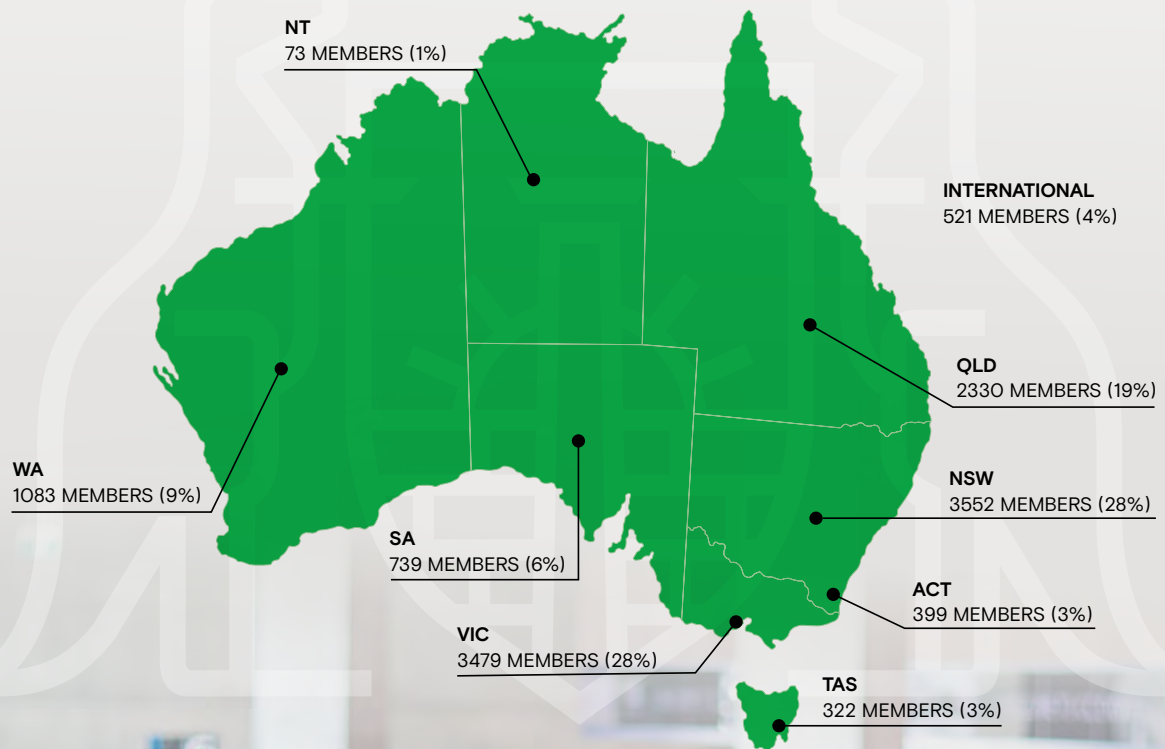 NT
73 MEMBERS (1%)
INTERNATIONAL
521 MEMBERS (4%)
QLD
2330 MEMBERS (19%)
WA
1083 MEMBERS (9%)
NSW
3552 MEMBERS (28%)
SA
739 MEMBERS (6%)
ACT
399 MEMBERS (3%)
VIC
3479 MEMBERS (28%)
TAS
322 MEMBERS (3%)